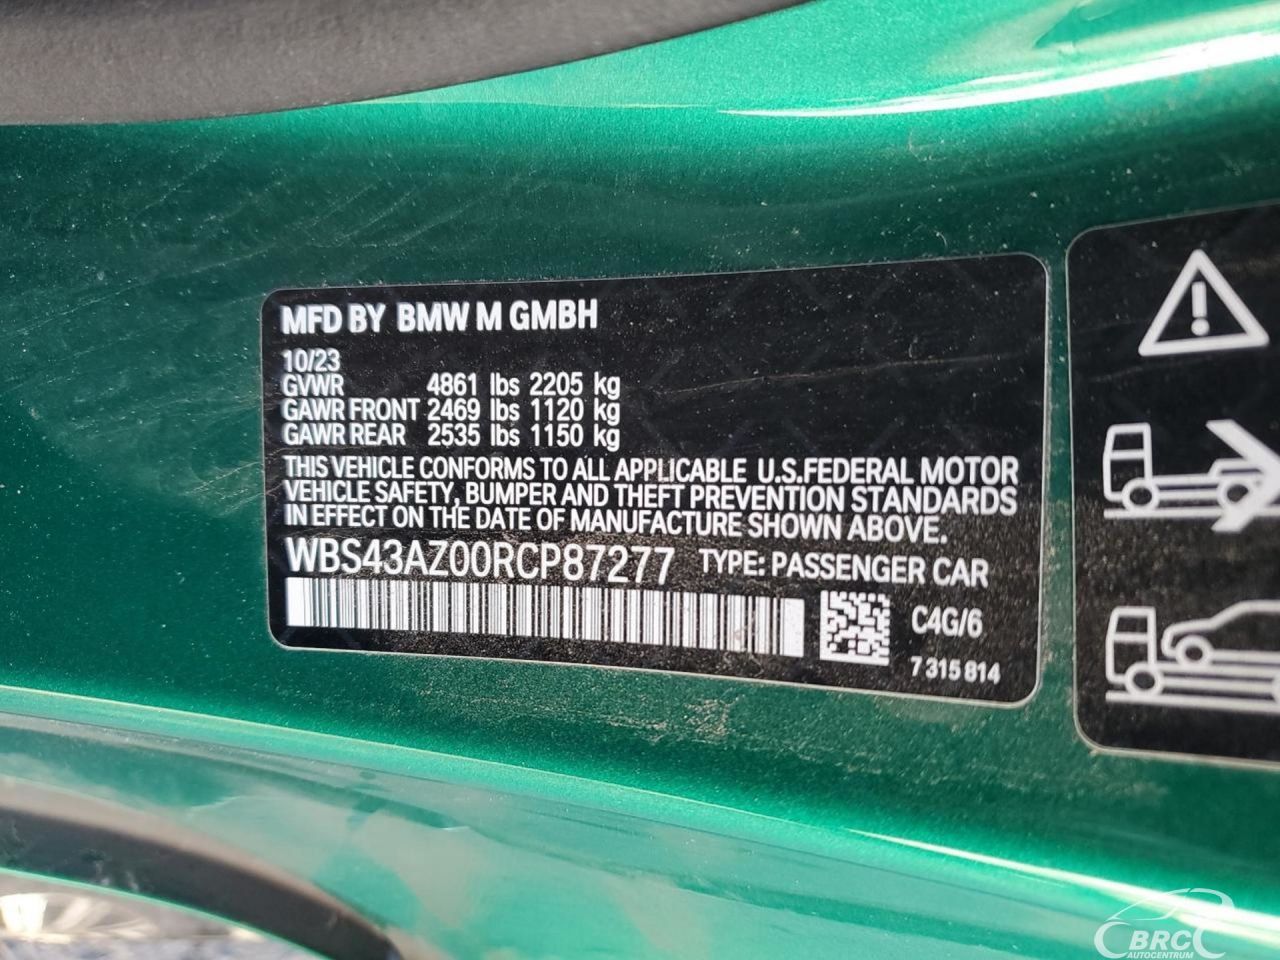 MFD BY BMW M GMBH
10/23
GVWR 4861 lbs 2205 kg
GAWR FRONT 2469 lbs 1120 kg
GAWR REAR 2535 lbs 1150 kg
THIS VEHICLE CONFORMS TO ALL APPLICABLE U.S.FEDERAL MOTOR
VEHICLE SAFETY, BUMPER AND THEFT PREVENTION STANDARDS
IN EFFECT ON THE DATE OF MANUFACTURE SHOWN ABOVE.
WBS43AZ00RCP87277 TYPE: PASSENGER CAR
C4G/6
7 315 814
BRC
AUTOCENTRUM